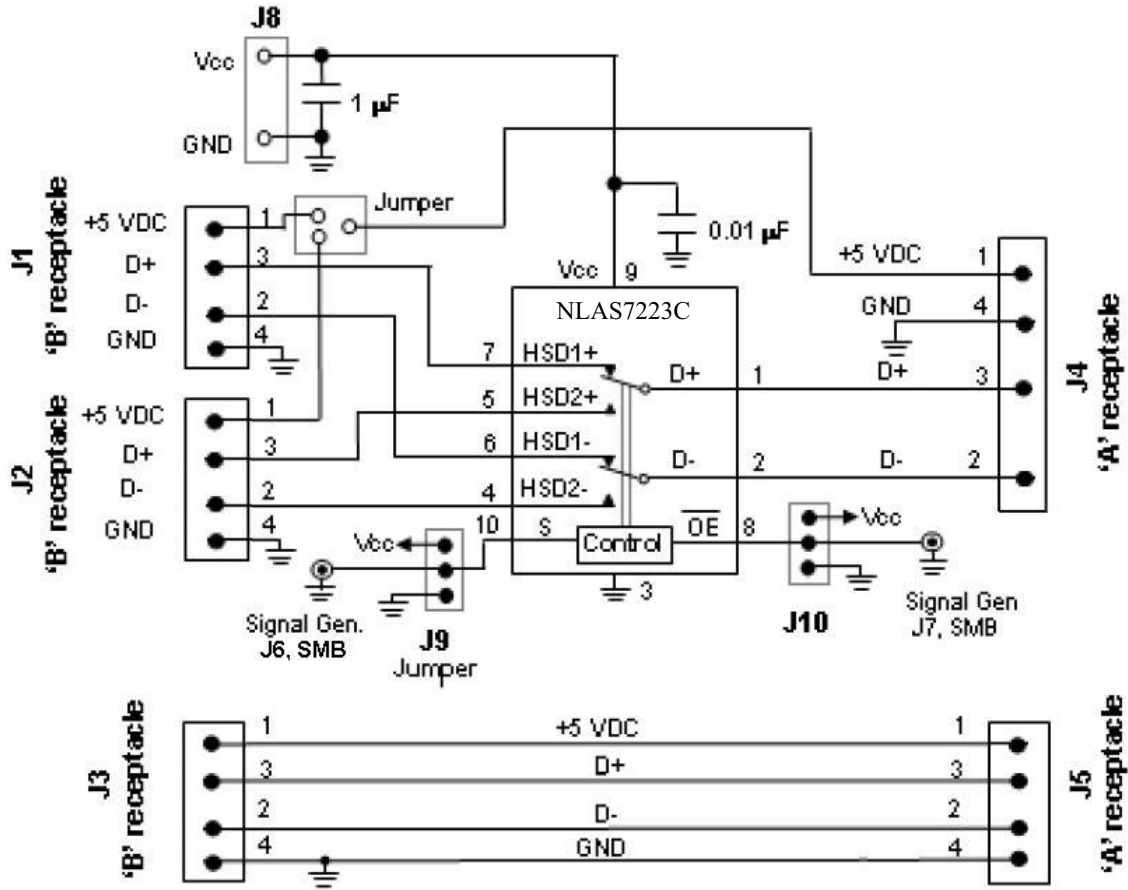 J8
Vcc
1 µF
GND
Jumper
J1
'B' receptacle
+5 VDC
1
D+
3
D-
2
GND
4
0.01 µF
Vcc
9
NLAS7223C
J2
'B' receptacle
+5 VDC
1
D+
3
D-
2
GND
4
7
HSD1+
5
HSD2+
6
HSD1-
4
HSD2-
10
S
Control
OE
8
D+
1
D+
D-
2
D-
3
+5 VDC
1
GND
4
3
2
J4
'A' receptacle
Vcc
Signal Gen.
J6, SMB
J9
Jumper
Vcc
J10
Signal Gen
J7, SMB
J3
'B' receptacle
1
+5 VDC
1
3
D+
3
2
D-
2
4
GND
4
J5
'A' receptacle